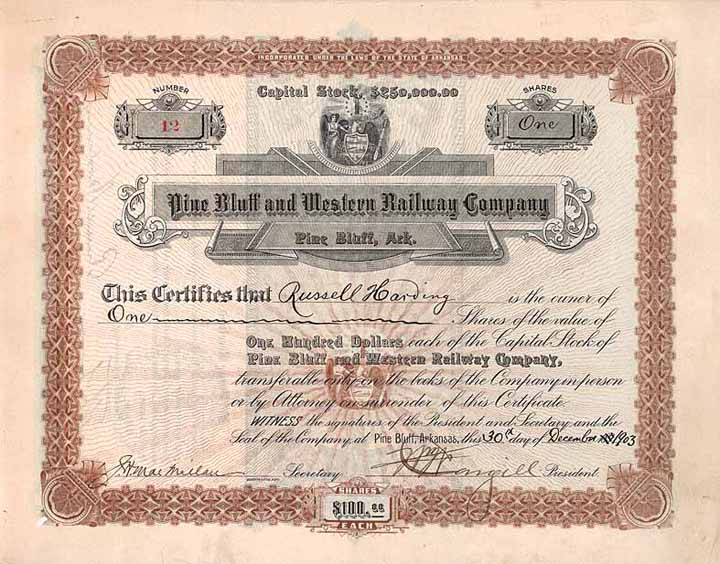 INCORPORATED UNDER THE LAWS OF THE STATE OF ARKANSAS
NUMBER
12
Capital Stock, $250,000.00
SHARES
One
Pine Bluff and Western Railway Company
Pine Bluff, Ark.
This Certifies that Russell Harding is the owner of
One Shares of the value of
One Hundred Dollars each of the Capital Stock of
Pine Bluff and Western Railway Company,
transferable only on the books of the Company in person
or by Attorney on surrender of this Certificate.
WITNESS the signatures of the President and Secretary and the
Seal of the Company, at Pine Bluff, Arkansas, this 30th day of December 1903
Secretary
President
SHARES
$100.00
EACH